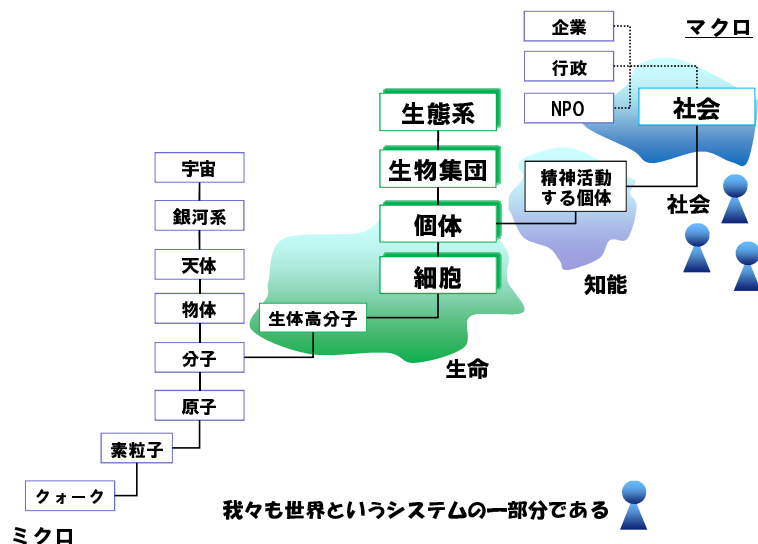 企業
マクロ
行政
NPO
社会
生態系
生物集団
宇宙
精神活動
する個体
銀河系
個体
社会
天体
細胞
知能
物体
生体高分子
分子
生命
原子
素粒子
クォーク
我々も世界というシステムの一部分である
ミクロ